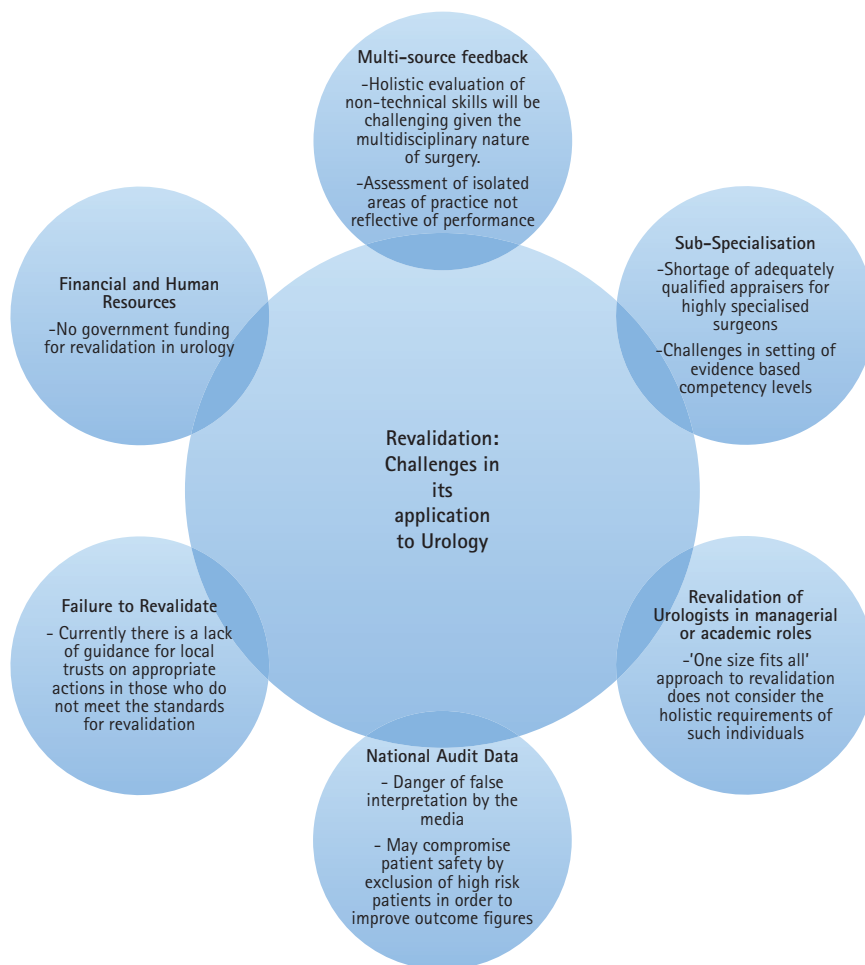 Multi-source feedback
-Holistic evaluation of
non-technical skills will be
challenging given the
multidisciplinary nature
of surgery.
-Assessment of isolated
areas of practice not
reflective of performance
Sub-Specialisation
-Shortage of adequately
qualified appraisers for
highly specialised
surgeons
-Challenges in setting of
evidence based
competency levels
Revalidation of
Urologists in managerial
or academic roles
-'One size fits all'
approach to revalidation
does not consider the
holistic requirements of
such individuals
National Audit Data
- Danger of false
interpretation by the
media
- May compromise
patient safety by
exclusion of high risk
patients in order to
improve outcome figures
Failure to Revalidate
- Currently there is a lack
of guidance for local
trusts on appropriate
actions in those who do
not meet the standards
for revalidation
Financial and Human
Resources
-No government funding
for revalidation in urology
Revalidation:
Challenges in
its
application
to Urology